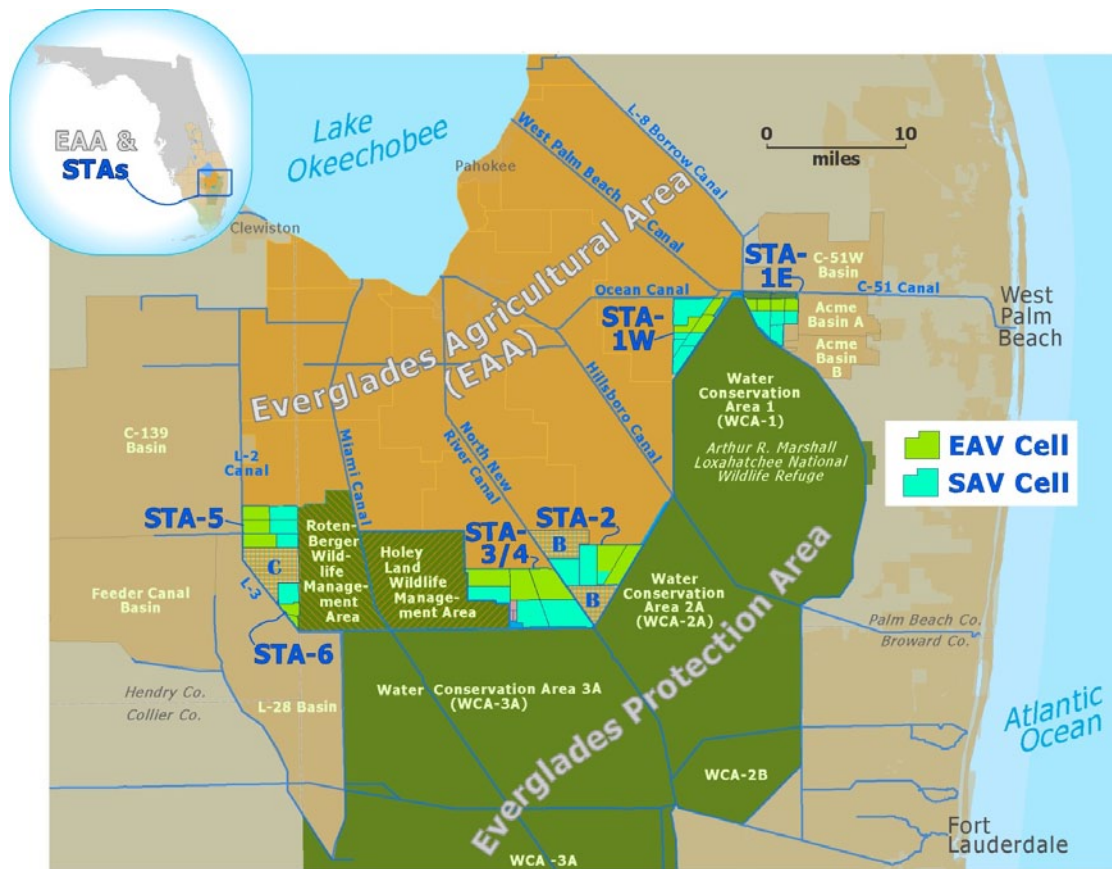 EAA &
STAs
Lake
Okeechobee
Clewiston
Pahokee
L-8 Borrow Canal
West Palm Beach
Canal
0 10
miles
Everglades Agricultural Area
(EAA)
Ocean Canal
STA-
1W
STA-
1E
C-51W
Basin
C-51 Canal
Acme
Basin A
Acme
Basin
B
West
Palm
Beach
Hillsboro Canal
Water
Conservation
Area 1
(WCA-1)
Arthur R. Marshall
Loxahatchee National
Wildlife Refuge
EAV Cell
SAV Cell
C-139
Basin
L-2
Canal
Miami Canal
North New
River Canal
STA-5
C
L-3
Roten-
Berger
Wild-
life
Manage-
ment
Area
Holey
Land
Wildlife
Manage-
ment Area
STA-
3/4
STA-2
B
B
Feeder Canal
Basin
STA-6
Water
Conservation
Area 2A
(WCA-2A)
Palm Beach Co.
Broward Co.
Hendry Co.
Collier Co.
L-28 Basin
Water Conservation Area 3A
(WCA-3A)
Everglades Protection Area
WCA-2B
WCA-3A
Atlantic
Ocean
Fort
Lauderdale